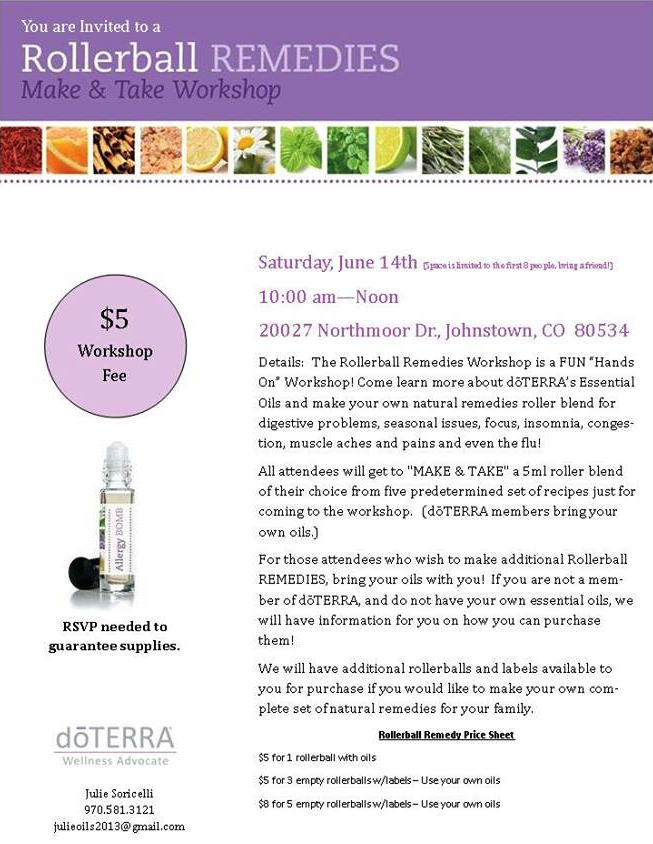 You are Invited to a
Rollerball REMEDIES
Make & Take Workshop
Saturday, June 14th (Space is limited to the first 8 people, bring a friend!)
10:00 am—Noon
20027 Northmoor Dr., Johnstown, CO 80534
$5
Workshop
Fee
Details: The Rollerball Remedies Workshop is a FUN “Hands
On” Workshop! Come learn more about dōTERRA’s Essential
Oils and make your own natural remedies roller blend for
digestive problems, seasonal issues, focus, insomnia, conges-
tion, muscle aches and pains and even the flu!
All attendees will get to "MAKE & TAKE" a 5ml roller blend
of their choice from five predetermined set of recipes just for
coming to the workshop. (dōTERRA members bring your
own oils.)
For those attendees who wish to make additional Rollerball
REMEDIES, bring your oils with you! If you are not a mem-
ber of dōTERRA, and do not have your own essential oils, we
will have information for you on how you can purchase
them!
We will have additional rollerballs and labels available to
you for purchase if you would like to make your own com-
plete set of natural remedies for your family.
Rollerball Remedy Price Sheet
$5 for 1 rollerball with oils
$5 for 3 empty rollerballs w/labels – Use your own oils
$8 for 5 empty rollerballs w/labels – Use your own oils
Allergy BOMB
RSVP needed to
guarantee supplies.
dōTERRA
Wellness Advocate
Julie Soricelli
970.581.3121
julieoils2013@gmail.com